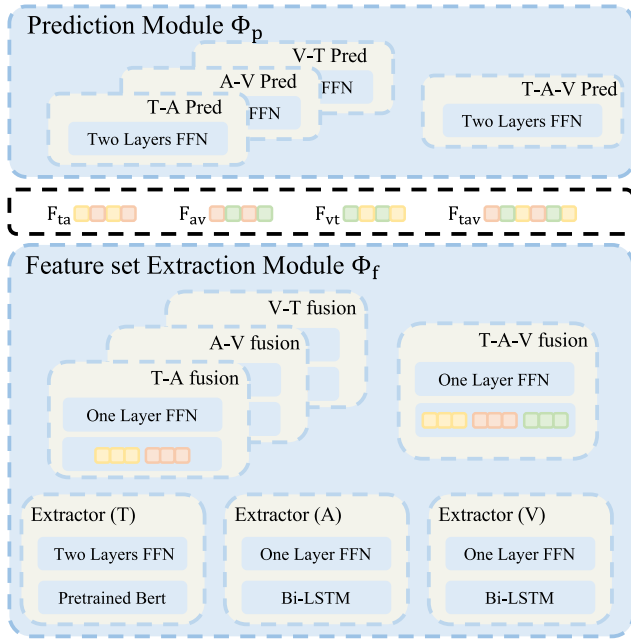 Prediction Module Φp
V-T Pred
FFN
A-V Pred
FFN
T-A Pred
Two Layers FFN
T-A-V Pred
Two Layers FFN
Fta Fav Fvt Ftav
Feature set Extraction Module Φf
V-T fusion
A-V fusion
T-A fusion
One Layer FFN
T-A-V fusion
One Layer FFN
Extractor (T)
Two Layers FFN
Pretrained Bert
Extractor (A)
One Layer FFN
Bi-LSTM
Extractor (V)
One Layer FFN
Bi-LSTM